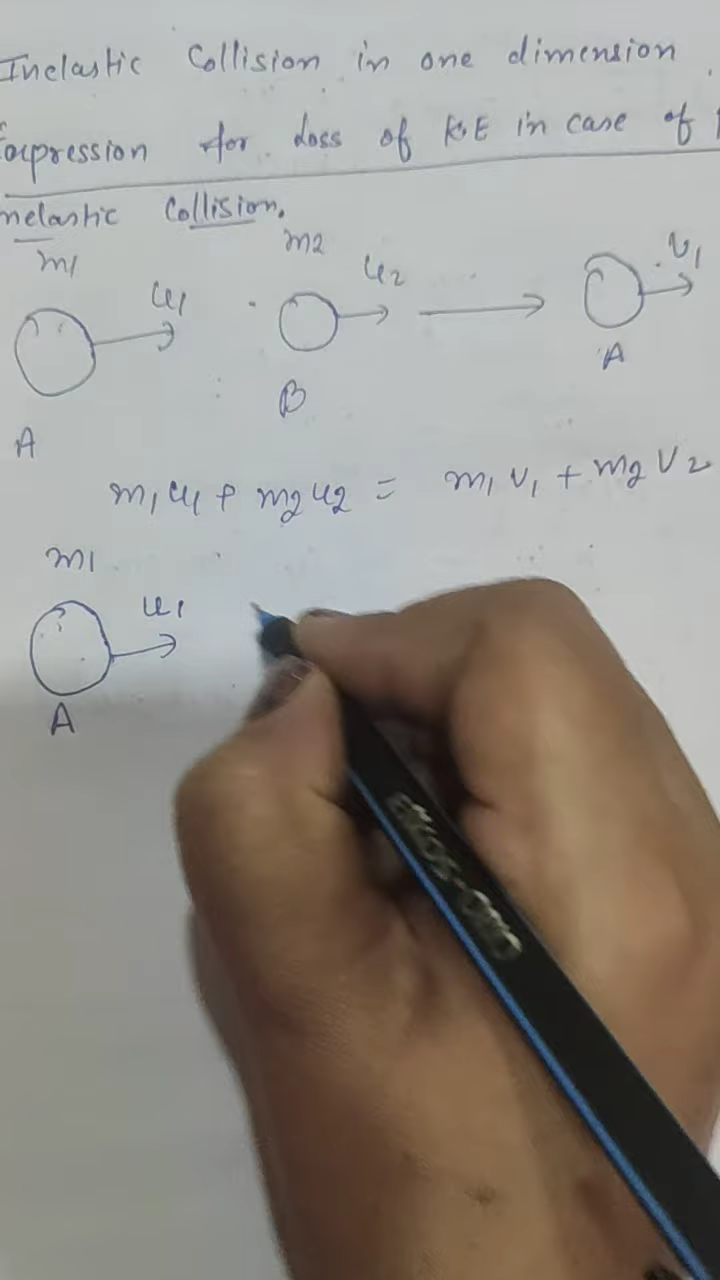 Inelastic Collision in one dimension.
Expression for loss of K.E in case of
nelastic Collision.
m1 u1 m2 u2 v1
A B A
m1u1 + m2u2 = m1v1 + m2v2
m1 u1
A